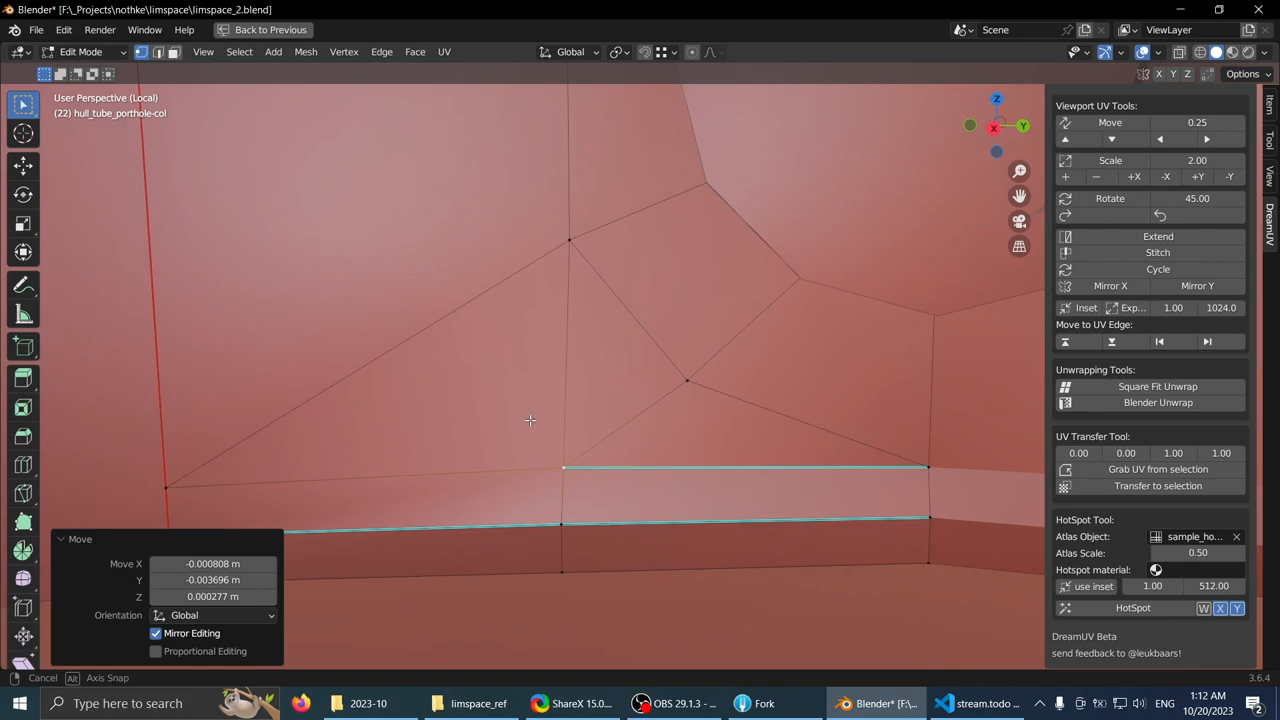 Blender* [F:\_Projects\nothke\limspace\limspace_2.blend]
File Edit Render Window Help Back to Previous Scene ViewLayer
Edit Mode View Select Add Mesh Vertex Edge Face UV Global
X Y Z Options
User Perspective (Local)
(22) hull_tube_porthole-col
Z
Y
X
Item
Tool
View
DreamUV
Viewport UV Tools:
Move 0.25
Scale 2.00
+ − +X -X +Y -Y
Rotate 45.00
Extend
Stitch
Cycle
Mirror X Mirror Y
Inset Exp... 1.00 1024.0
Move to UV Edge:
Unwrapping Tools:
Square Fit Unwrap
Blender Unwrap
UV Transfer Tool:
0.00 0.00 1.00 1.00
Grab UV from selection
Transfer to selection
HotSpot Tool:
Atlas Object: sample_ho...
Atlas Scale: 0.50
Hotspot material:
use inset 1.00 512.00
HotSpot W X Y
DreamUV Beta
send feedback to @leukbaars!
Move
Move X -0.000808 m
Y -0.003696 m
Z 0.000277 m
Orientation Global
Mirror Editing
Proportional Editing
Cancel Alt Axis Snap 3.6.4
Type here to search 2023-10 limspace_ref ShareX 15.0... OBS 29.1.3 - ... Fork Blender* [F:\... stream.todo ... 1:12 AM
10/20/2023 2